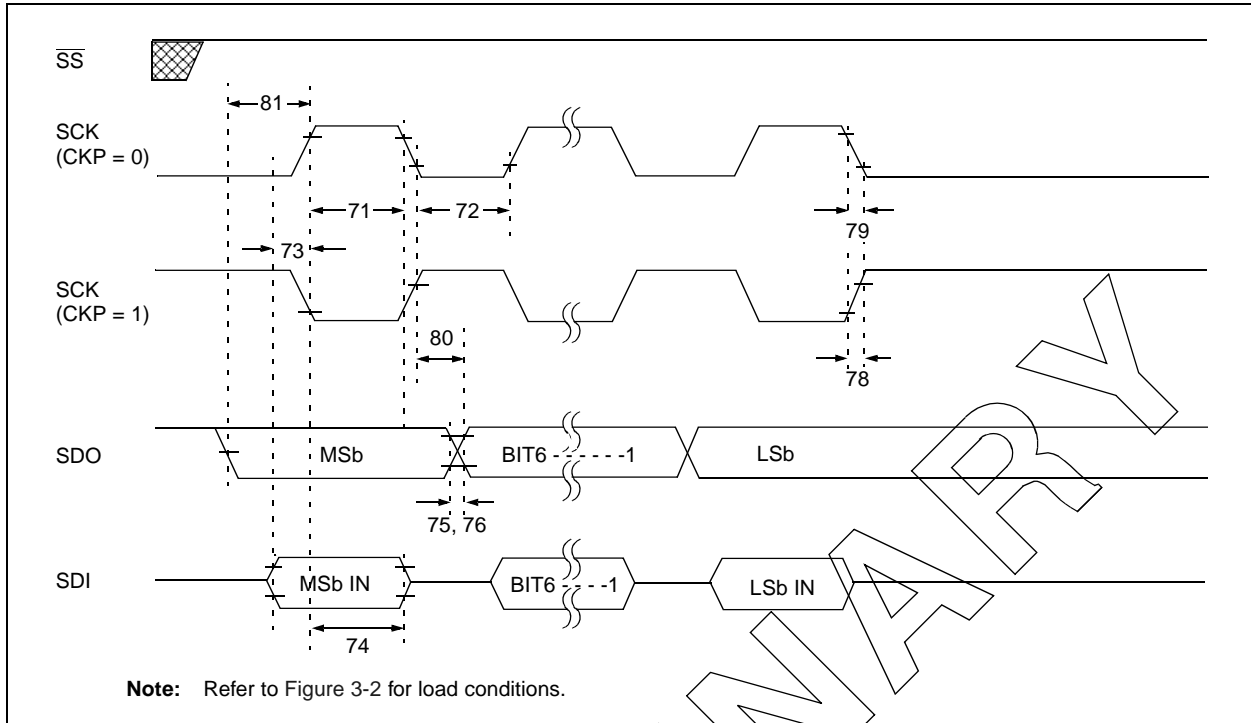 SS
81
SCK
(CKP = 0)
71
72
79
73
SCK
(CKP = 1)
80
78
SDO
MSb
BIT6 - - - - - -1
LSb
75, 76
SDI
MSb IN
BIT6 - - - -1
LSb IN
74
Note: Refer to Figure 3-2 for load conditions.
NARY